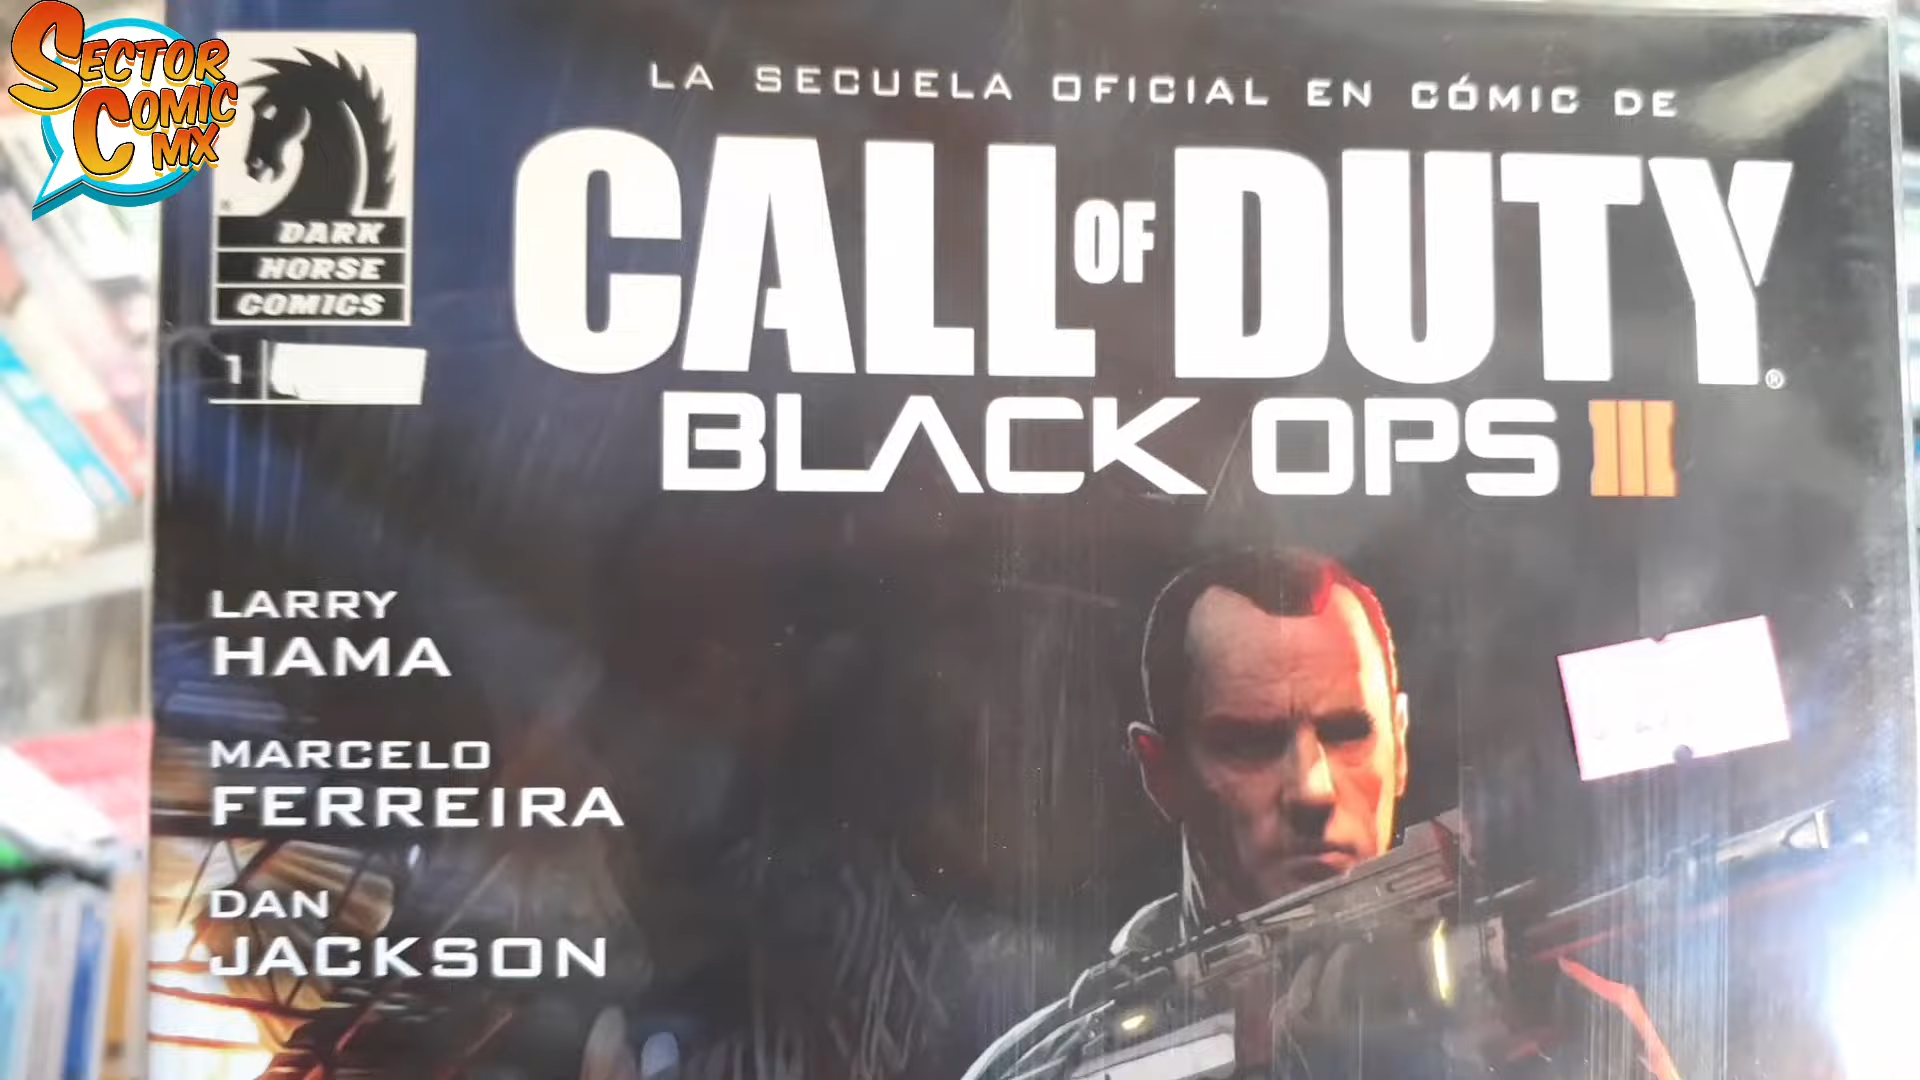 SECTOR
COMIC
MX
DARK
HORSE
COMICS
1
LA SECUELA OFICIAL EN CÓMIC DE
CALL OF DUTY®
BLACK OPS III
LARRY
HAMA
MARCELO
FERREIRA
DAN
JACKSON